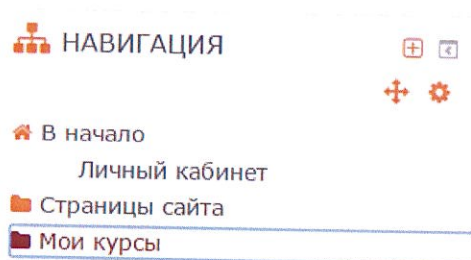 НАВИГАЦИЯ
В начало
Личный кабинет
Страницы сайта
Мои курсы